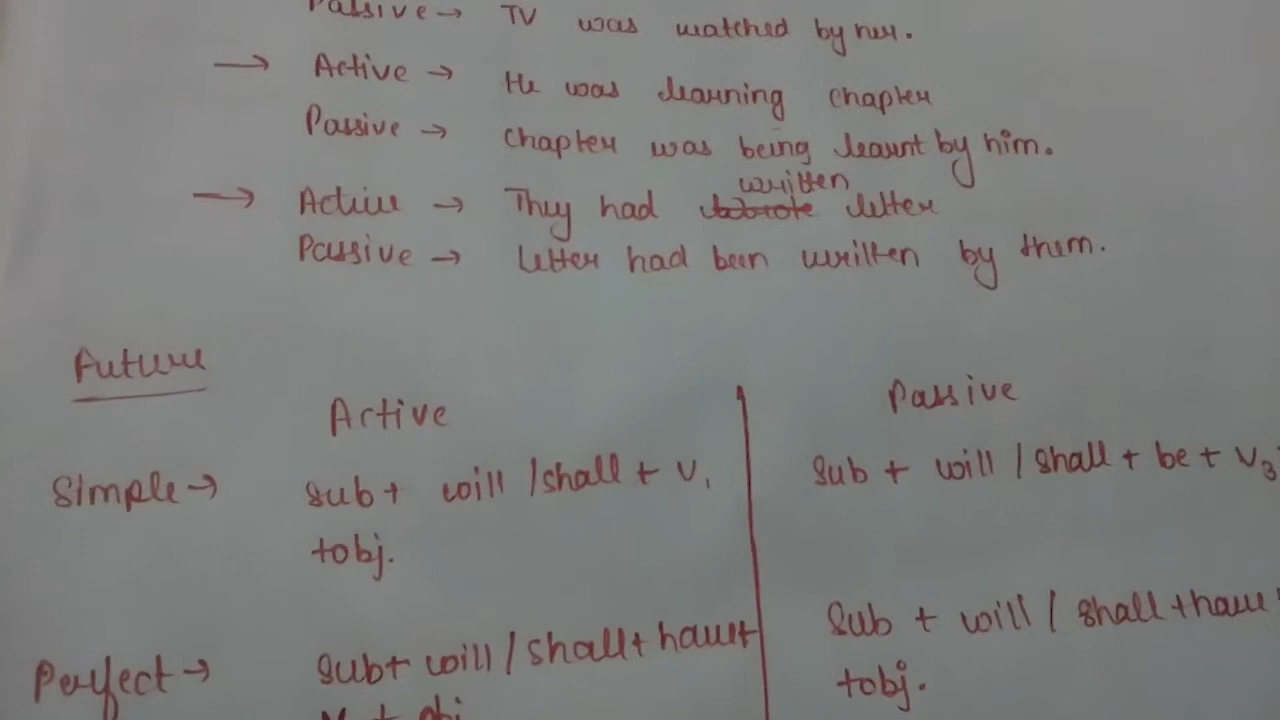 Passive → TV was watched by her.
→ Active → He was learning chapter
Passive → chapter was being learnt by him.
written
→ Active → They had letter
Passive → letter had been written by them.
Future
Active
Passive
Simple → Sub + will / shall + V1
+obj.
Sub + will / shall + be + V3
Perfect → Sub + will / shall + have +
Sub + will / shall + have
+obj.
+ obj